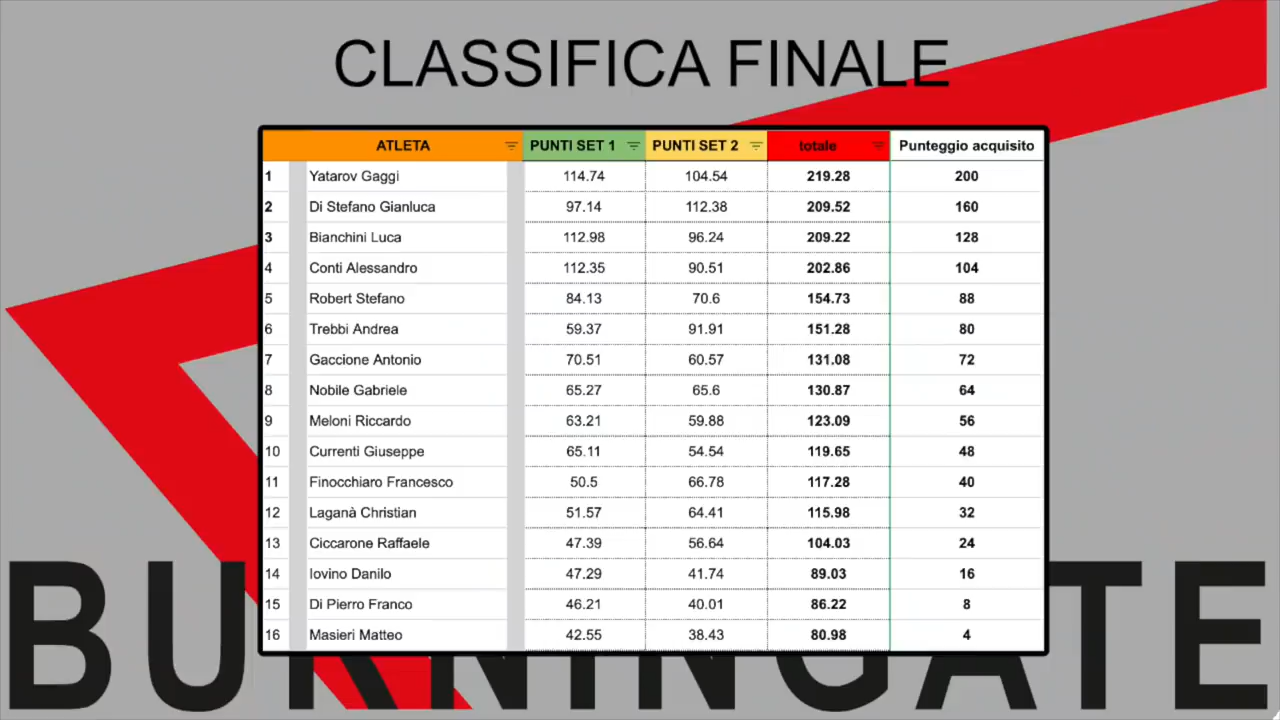 CLASSIFICA FINALE
ATLETA PUNTI SET 1 PUNTI SET 2 totale Punteggio acquisito
1 Yatarov Gaggi 114.74 104.54 219.28 200
2 Di Stefano Gianluca 97.14 112.38 209.52 160
3 Bianchini Luca 112.98 96.24 209.22 128
4 Conti Alessandro 112.35 90.51 202.86 104
5 Robert Stefano 84.13 70.6 154.73 88
6 Trebbi Andrea 59.37 91.91 151.28 80
7 Gaccione Antonio 70.51 60.57 131.08 72
8 Nobile Gabriele 65.27 65.6 130.87 64
9 Meloni Riccardo 63.21 59.88 123.09 56
10 Currenti Giuseppe 65.11 54.54 119.65 48
11 Finocchiaro Francesco 50.5 66.78 117.28 40
12 Laganà Christian 51.57 64.41 115.98 32
13 Ciccarone Raffaele 47.39 56.64 104.03 24
14 Iovino Danilo 47.29 41.74 89.03 16
15 Di Pierro Franco 46.21 40.01 86.22 8
16 Masieri Matteo 42.55 38.43 80.98 4
BURNINGATE